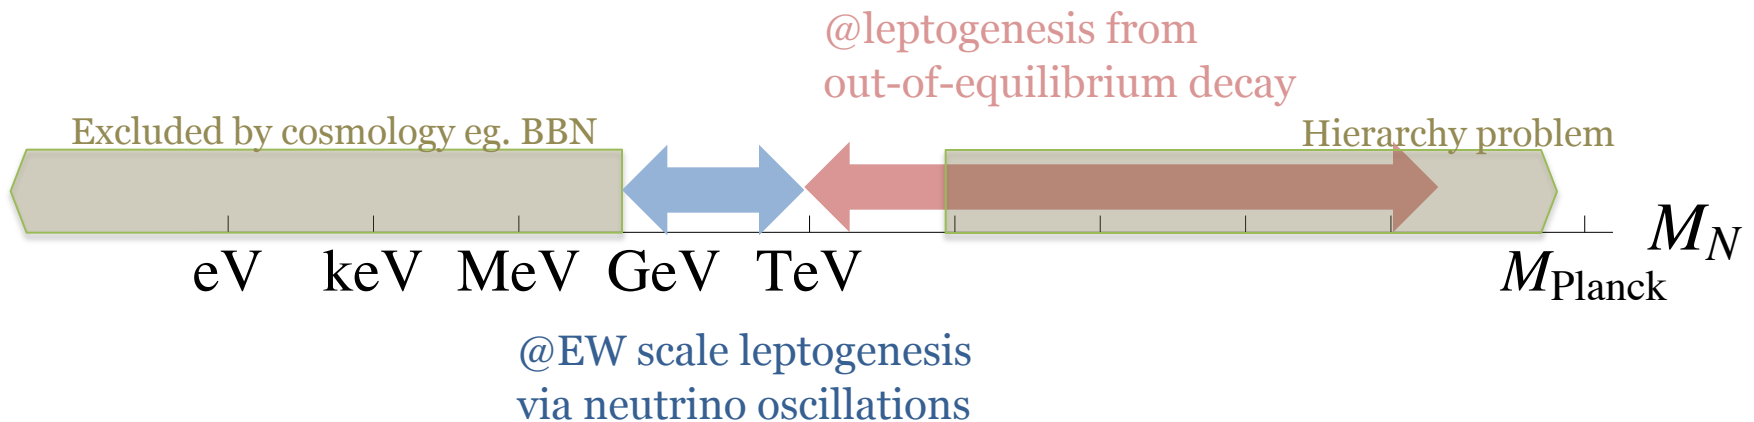 @leptogenesis from
out-of-equilibrium decay
Excluded by cosmology eg. BBN
Hierarchy problem
eV keV MeV GeV TeV M_Planck M_N
@EW scale leptogenesis
via neutrino oscillations